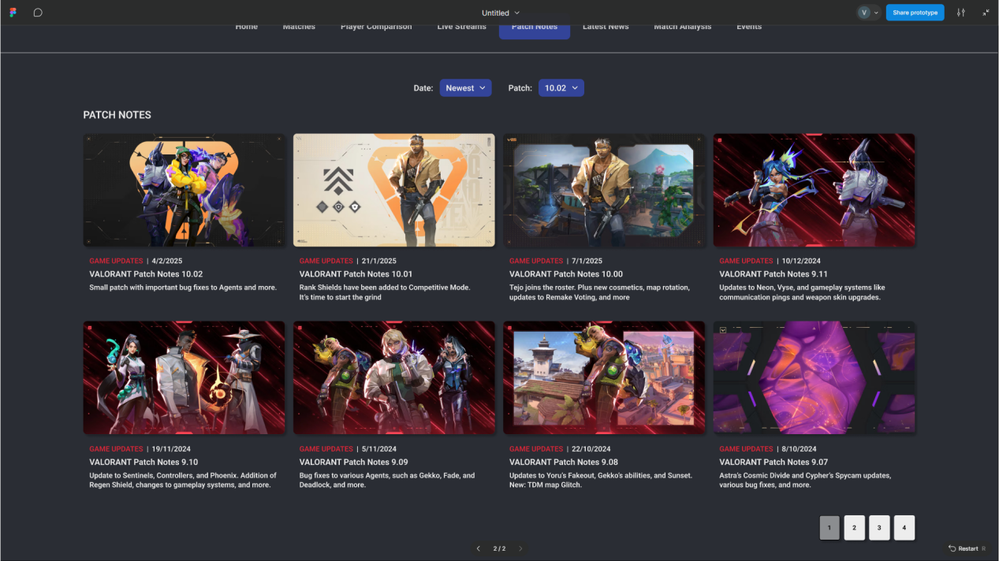 Untitled
V
Share prototype
Home Matches Player Comparison Live Streams Patch Notes Latest News Match Analysis Events
Date: Newest Patch: 10.02
PATCH NOTES
GAME UPDATES | 4/2/2025
VALORANT Patch Notes 10.02
Small patch with important bug fixes to Agents and more.
GAME UPDATES | 21/1/2025
VALORANT Patch Notes 10.01
Rank Shields have been added to Competitive Mode.
It's time to start the grind
GAME UPDATES | 7/1/2025
VALORANT Patch Notes 10.00
Tejo joins the roster. Plus new cosmetics, map rotation,
updates to Remake Voting, and more
GAME UPDATES | 10/12/2024
VALORANT Patch Notes 9.11
Updates to Neon, Vyse, and gameplay systems like
communication pings and weapon skin upgrades.
GAME UPDATES | 19/11/2024
VALORANT Patch Notes 9.10
Update to Sentinels, Controllers, and Phoenix. Addition of
Regen Shield, changes to gameplay systems, and more.
GAME UPDATES | 5/11/2024
VALORANT Patch Notes 9.09
Bug fixes to various Agents, such as Gekko, Fade, and
Deadlock, and more.
GAME UPDATES | 22/10/2024
VALORANT Patch Notes 9.08
Updates to Yoru's Fakeout, Gekko's abilities, and Sunset.
New: TDM map Glitch.
GAME UPDATES | 8/10/2024
VALORANT Patch Notes 9.07
Astra's Cosmic Divide and Cypher's Spycam updates,
various bug fixes, and more.
1 2 3 4
2 / 2
Restart R